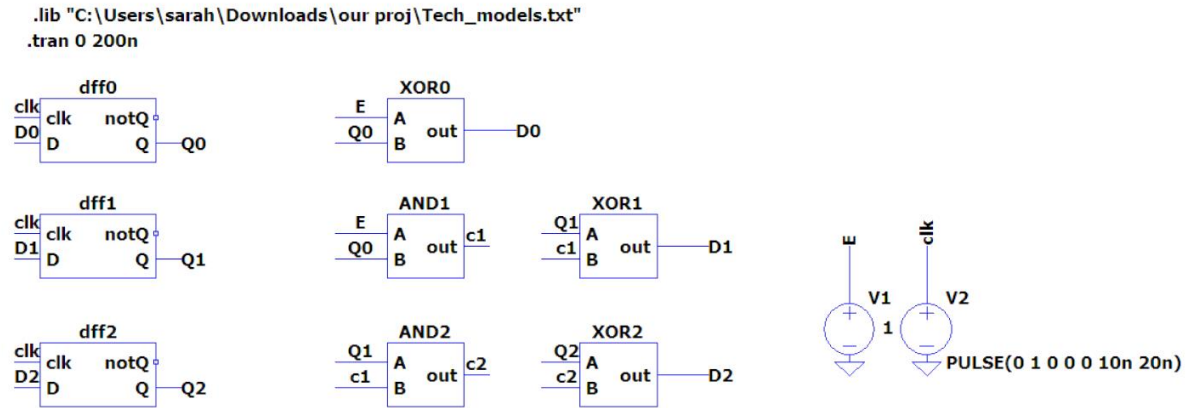 .lib "C:\Users\sarah\Downloads\our proj\Tech_models.txt"
.tran 0 200n
dff0
clk
D0
clk
notQ
D
Q
Q0
XOR0
E
Q0
A
B
out
D0
dff1
clk
D1
clk
notQ
D
Q
Q1
AND1
E
Q0
A
B
out
c1
XOR1
Q1
c1
A
B
out
D1
dff2
clk
D2
clk
notQ
D
Q
Q2
AND2
Q1
c1
A
B
out
c2
XOR2
Q2
c2
A
B
out
D2
E
V1
1
clk
V2
PULSE(0 1 0 0 0 10n 20n)